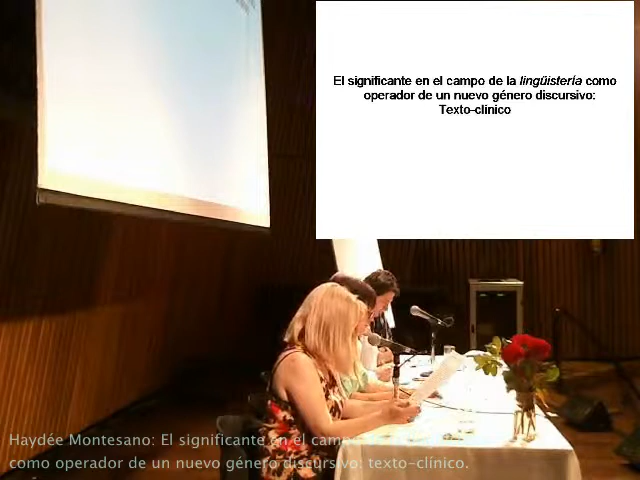 El significante en el campo de la lingüistería como
operador de un nuevo género discursivo:
Texto-clínico
Haydée Montesano: El significante en el campo
como operador de un nuevo género discursivo: texto-clínico.